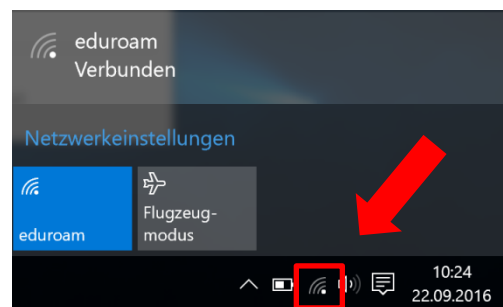 eduroam
Verbunden
Netzwerkeinstellungen
eduroam
Flugzeug-
modus
10:24
22.09.2016